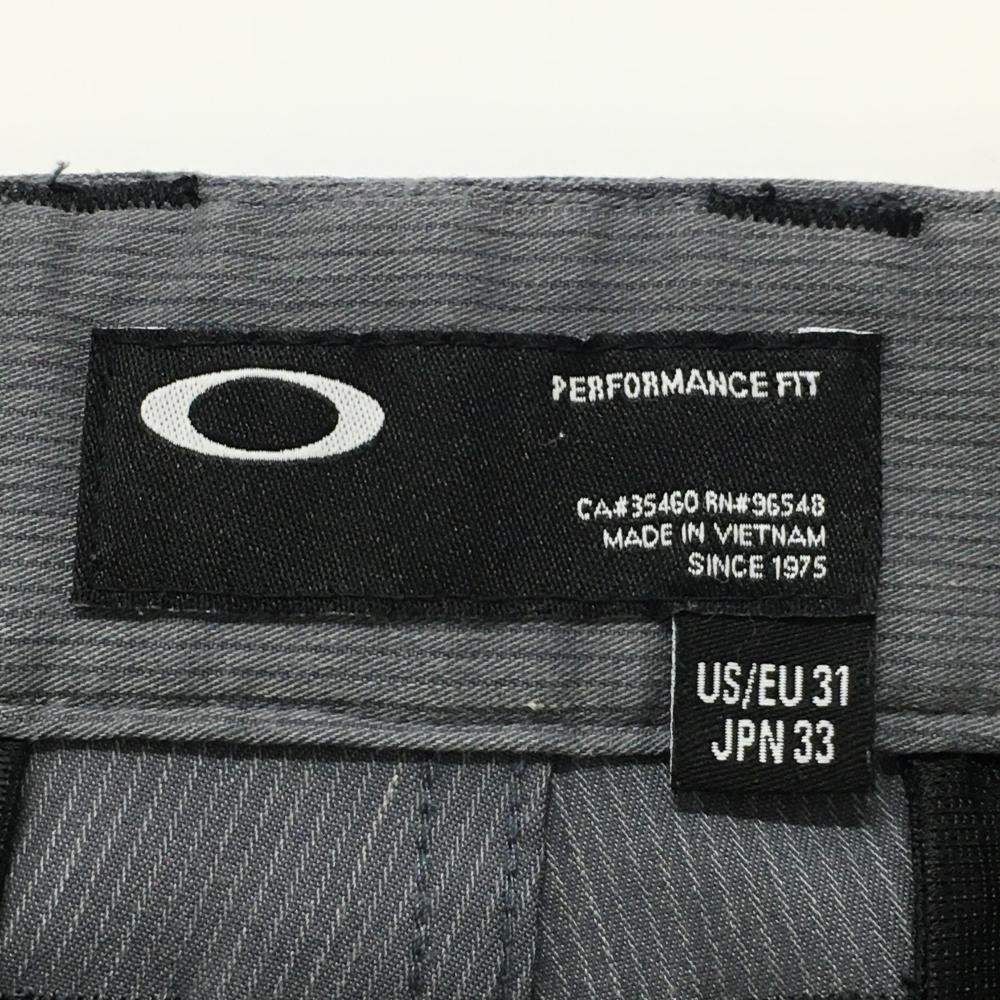 PERFORMANCE FIT
CA#35460 RN#96548
MADE IN VIETNAM
SINCE 1975
US/EU 31
JPN 33